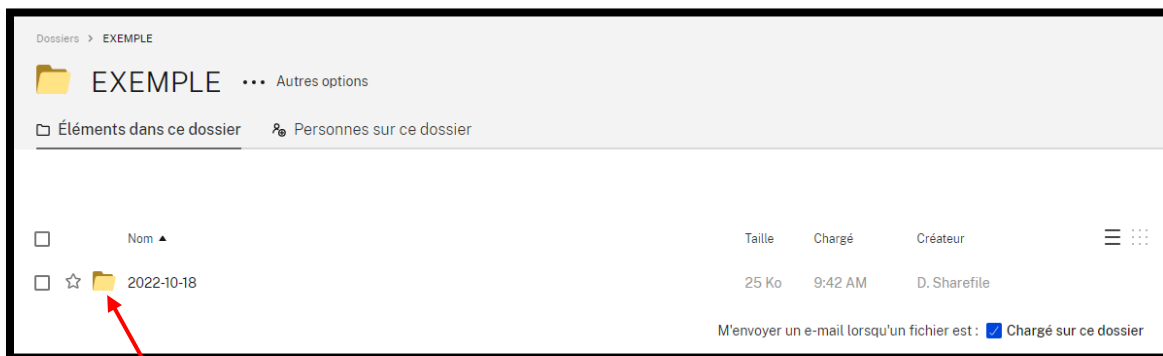 Dossiers > EXEMPLE
EXEMPLE ••• Autres options
Éléments dans ce dossier Personnes sur ce dossier
Nom ▲ Taille Chargé Créateur
2022-10-18 25 Ko 9:42 AM D. Sharefile
M'envoyer un e-mail lorsqu'un fichier est : Chargé sur ce dossier